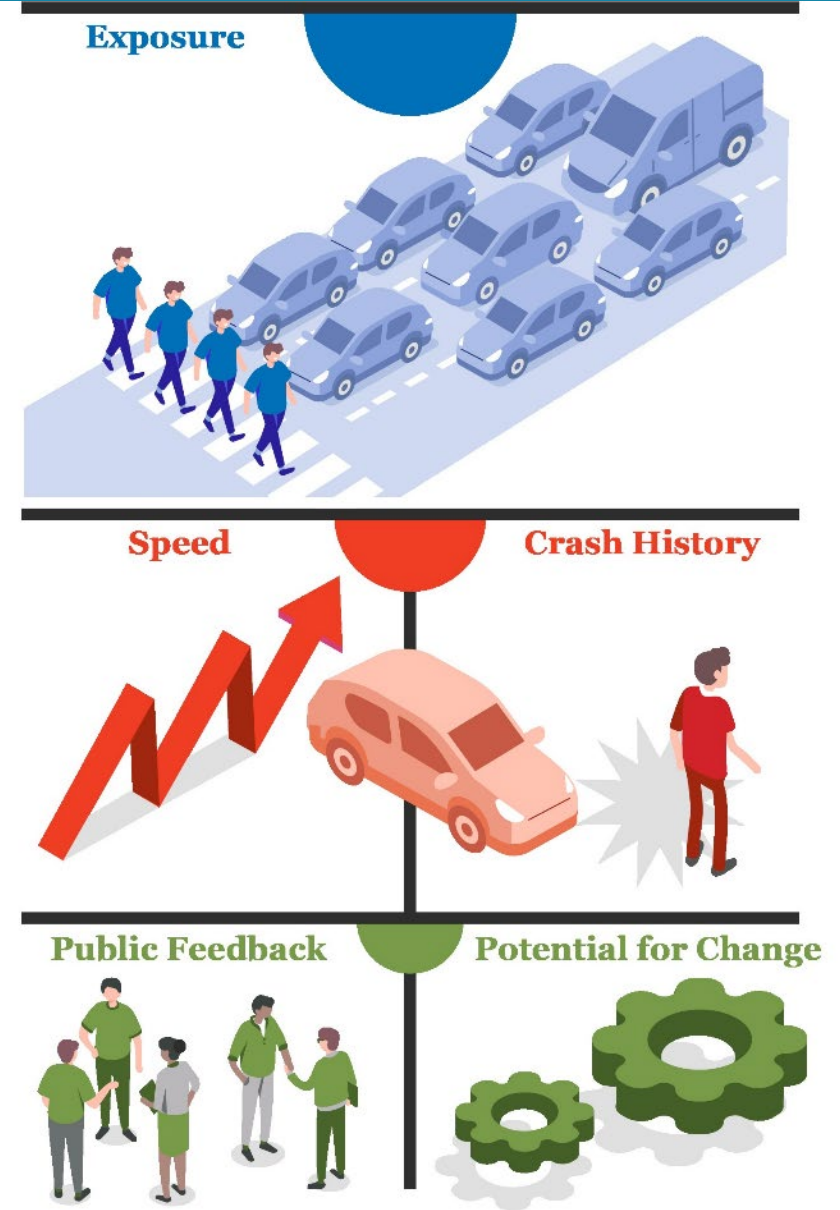 Exposure
Speed
Crash History
Public Feedback
Potential for Change